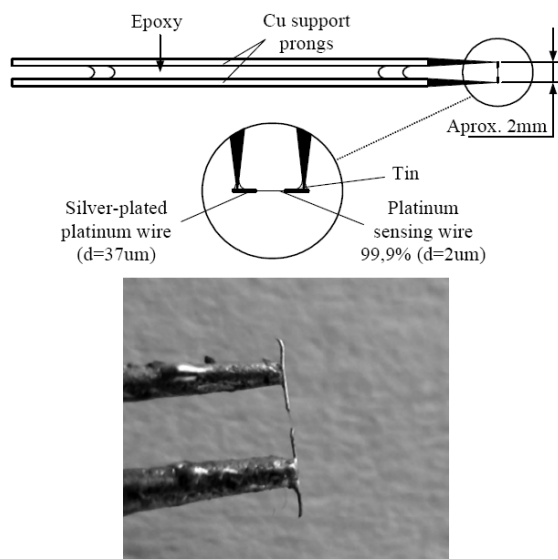 Epoxy
Cu support
prongs
Aprox. 2mm
Tin
Silver-plated
platinum wire
(d=37um)
Platinum
sensing wire
99,9% (d=2um)